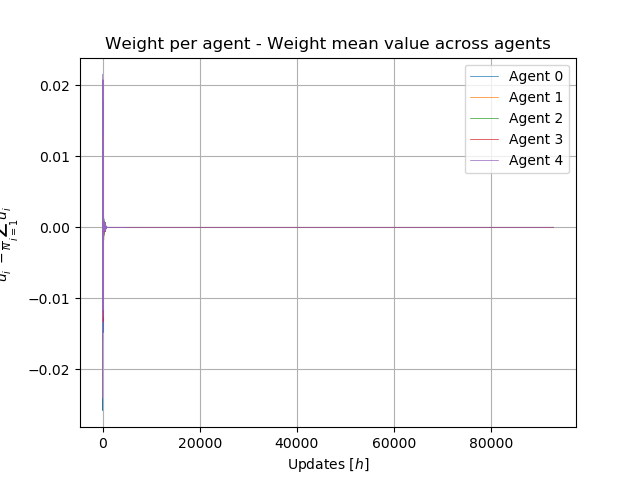 Weight per agent - Weight mean value across agents
0.02
0.01
0.00
−0.01
−0.02
Agent 0
Agent 1
Agent 2
Agent 3
Agent 4
0
20000
40000
60000
80000
Updates [h]